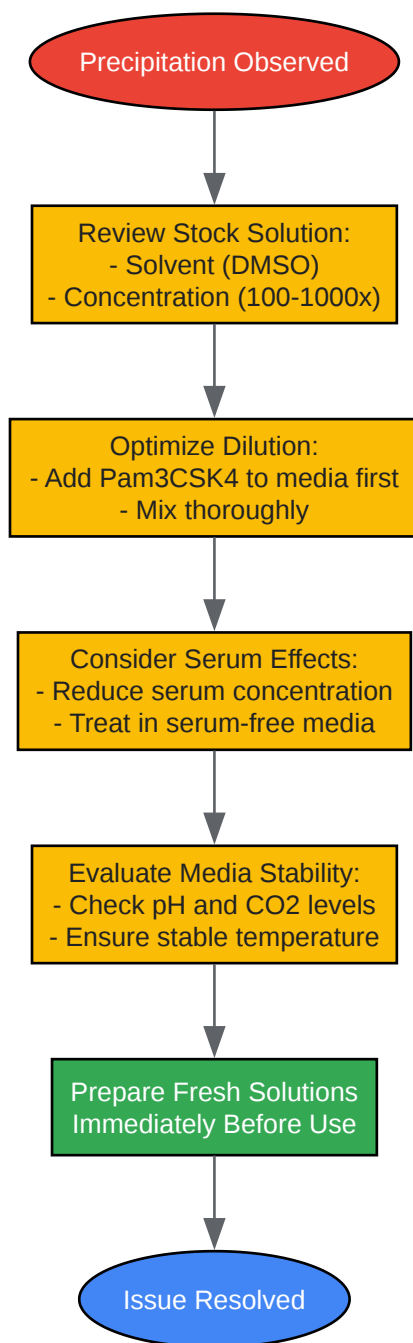 Precipitation Observed
Review Stock Solution:
- Solvent (DMSO)
- Concentration (100-1000x)
Optimize Dilution:
- Add Pam3CSK4 to media first
- Mix thoroughly
Consider Serum Effects:
- Reduce serum concentration
- Treat in serum-free media
Evaluate Media Stability:
- Check pH and CO2 levels
- Ensure stable temperature
Prepare Fresh Solutions
Immediately Before Use
Issue Resolved